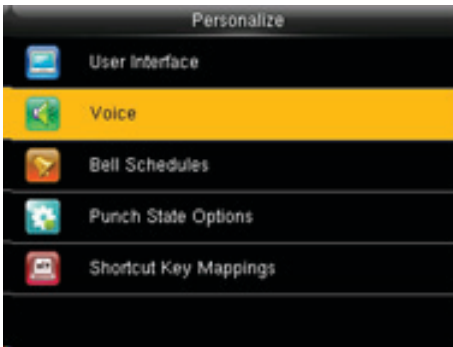 Personalize
User Interface
Voice
Bell Schedules
Punch State Options
Shortcut Key Mappings